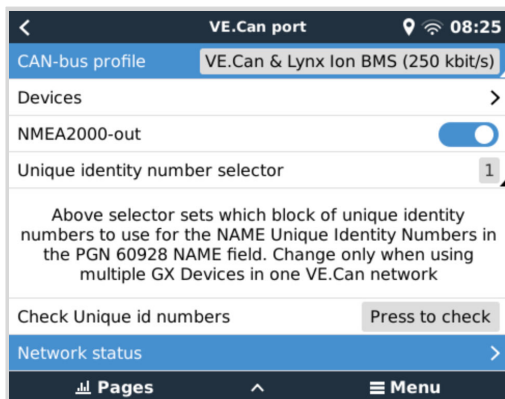 VE.Can port 08:25
CAN-bus profile VE.Can & Lynx Ion BMS (250 kbit/s)
Devices
NMEA2000-out
Unique identity number selector 1
Above selector sets which block of unique identity
numbers to use for the NAME Unique Identity Numbers in
the PGN 60928 NAME field. Change only when using
multiple GX Devices in one VE.Can network
Check Unique id numbers Press to check
Network status
Pages Menu